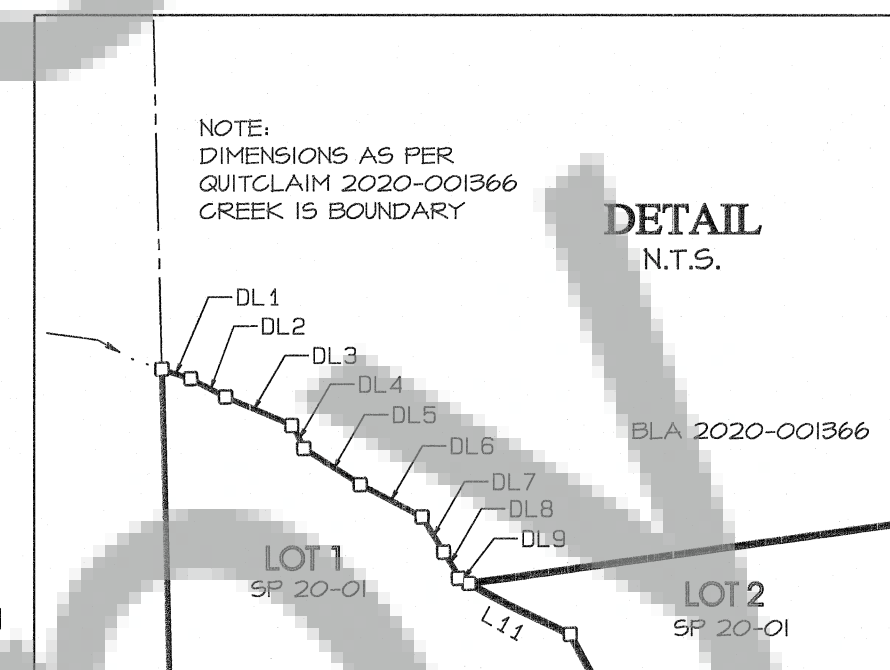 NOTE:
DIMENSIONS AS PER
QUITCLAIM 2020-001366
CREEK IS BOUNDARY
DETAIL
N.T.S.
DL1
DL2
DL3
DL4
DL5
DL6
DL7
DL8
DL9
BLA 2020-001366
LOT 1
SP 20-01
LOT 2
SP 20-01
L11